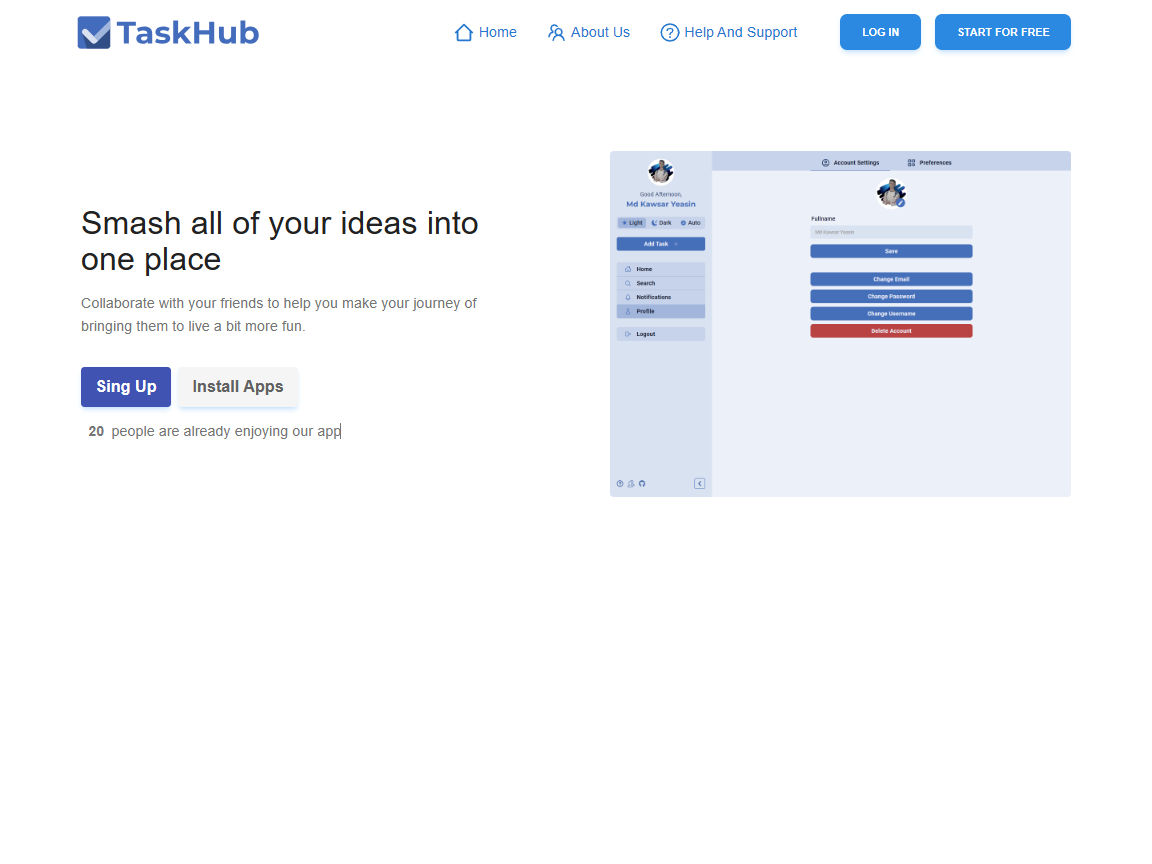 TaskHub
Home
About Us
Help And Support
LOG IN
START FOR FREE
Smash all of your ideas into
one place
Collaborate with your friends to help you make your journey of
bringing them to live a bit more fun.
Sing Up
Install Apps
20 people are already enjoying our app
Good Afternoon,
Md Kawsar Yeasin
Light
Dark
Auto
Add Task
Home
Search
Notifications
Profile
Logout
Account Settings
Preferences
Fullname
Md Kawsar Yeasin
Save
Change Email
Change Password
Change Username
Delete Account